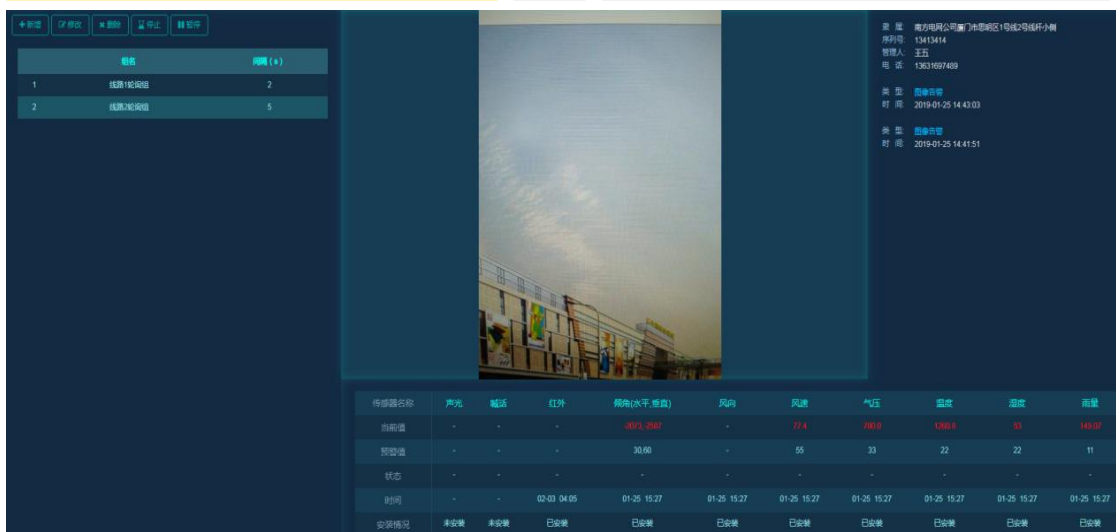 新增 修改 删除 停止 暂停
组名 间隔(s)
1 线路1轮询组 2
2 线路2轮询组 5
隶 属: 南方电网公司厦门市思明区1号线2号线杆小侧
序列号: 13413414
管理人: 王五
电 话: 13631697489
类 型: 图像告警
时 间: 2019-01-25 14:43:03
类 型: 图像告警
时 间: 2019-01-25 14:41:51
传感器名称 声光 喊话 红外 倾角(水平,垂直) 风向 风速 气压 温度 湿度 雨量
当前值 - - - - 77.4 780.0 53 149.07
预警值 - - - 30,60 - 55 33 22 22 11
状态 - - - - - - - - - -
时间 - - 02-03 04:05 01-25 15:27 01-25 15:27 01-25 15:27 01-25 15:27 01-25 15:27 01-25 15:27 01-25 15:27
安装情况 未安装 未安装 已安装 已安装 已安装 已安装 已安装 已安装 已安装 已安装